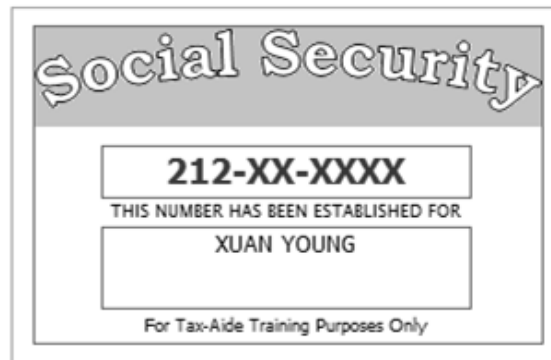 Social Security
212-XX-XXXX
THIS NUMBER HAS BEEN ESTABLISHED FOR
XUAN YOUNG
For Tax-Aide Training Purposes Only